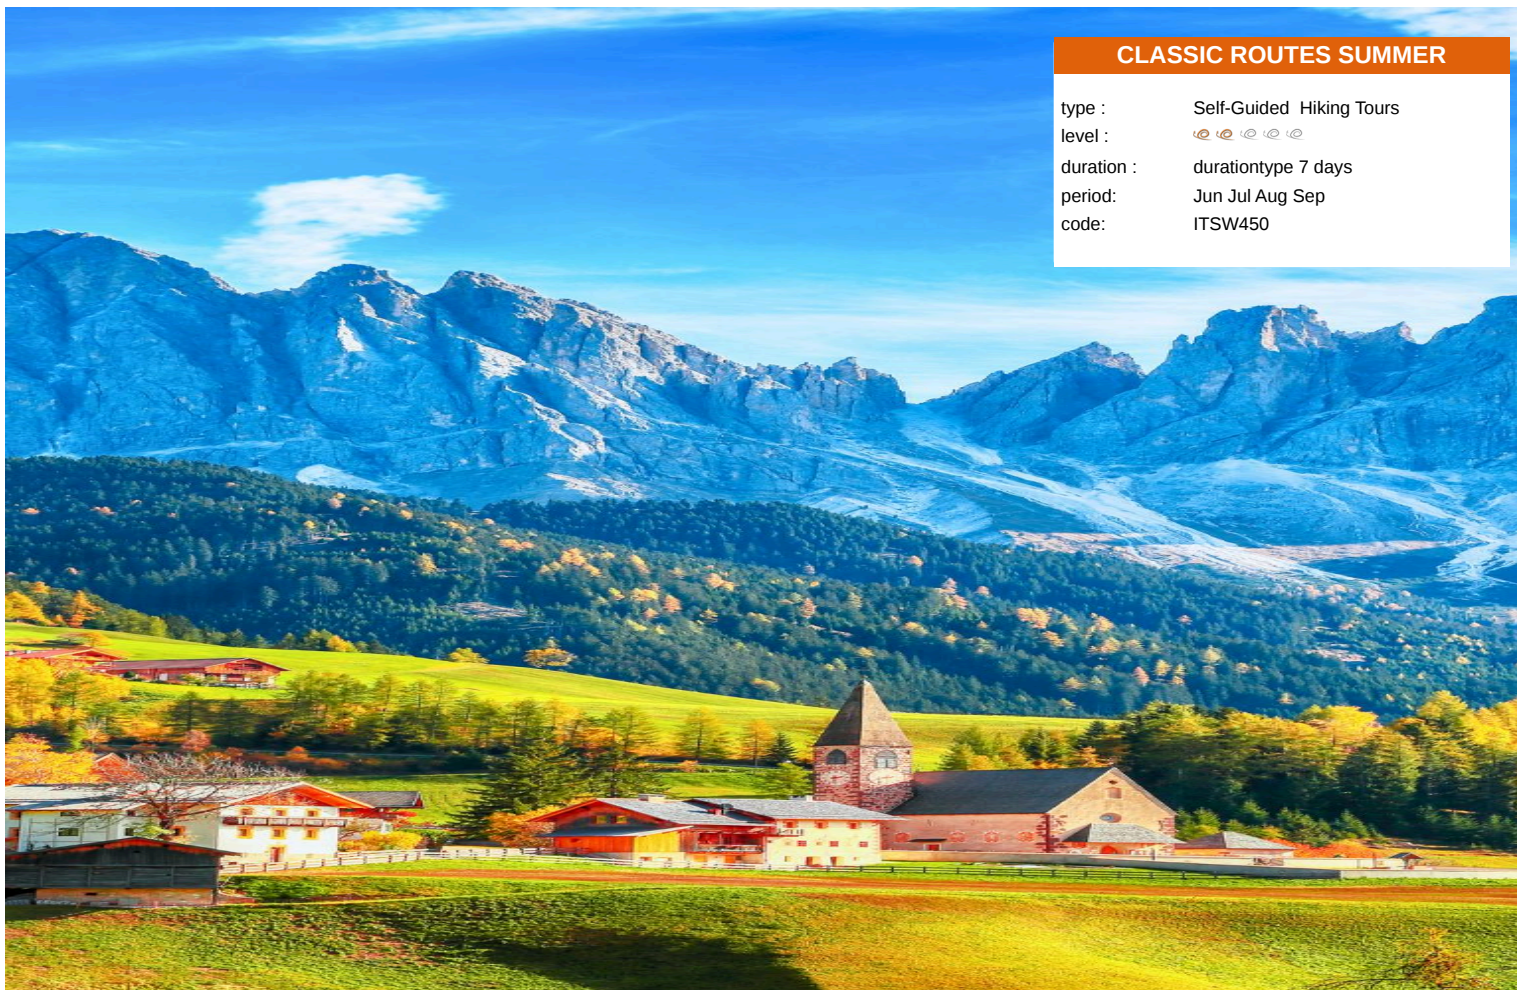 CLASSIC ROUTES SUMMER
type : Self-Guided Hiking Tours
level :
duration : durationtype 7 days
period: Jun Jul Aug Sep
code: ITSW450